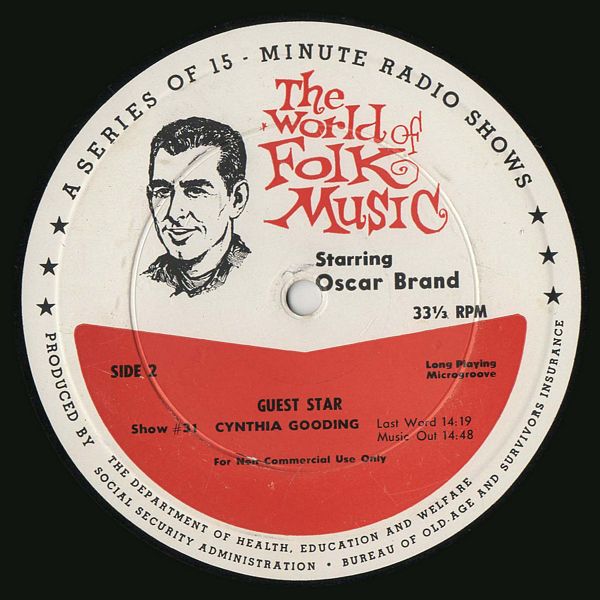 A SERIES OF 15 - MINUTE RADIO SHOWS
The
World of
Folk
Music
Starring
Oscar Brand
33⅓ RPM
SIDE 2
Long Playing
Microgroove
GUEST STAR
Show #31 CYNTHIA GOODING Last Word 14:19
Music Out 14:48
For Non Commercial Use Only
PRODUCED BY THE DEPARTMENT OF HEALTH, EDUCATION AND WELFARE
SOCIAL SECURITY ADMINISTRATION • BUREAU OF OLD-AGE AND SURVIVORS INSURANCE